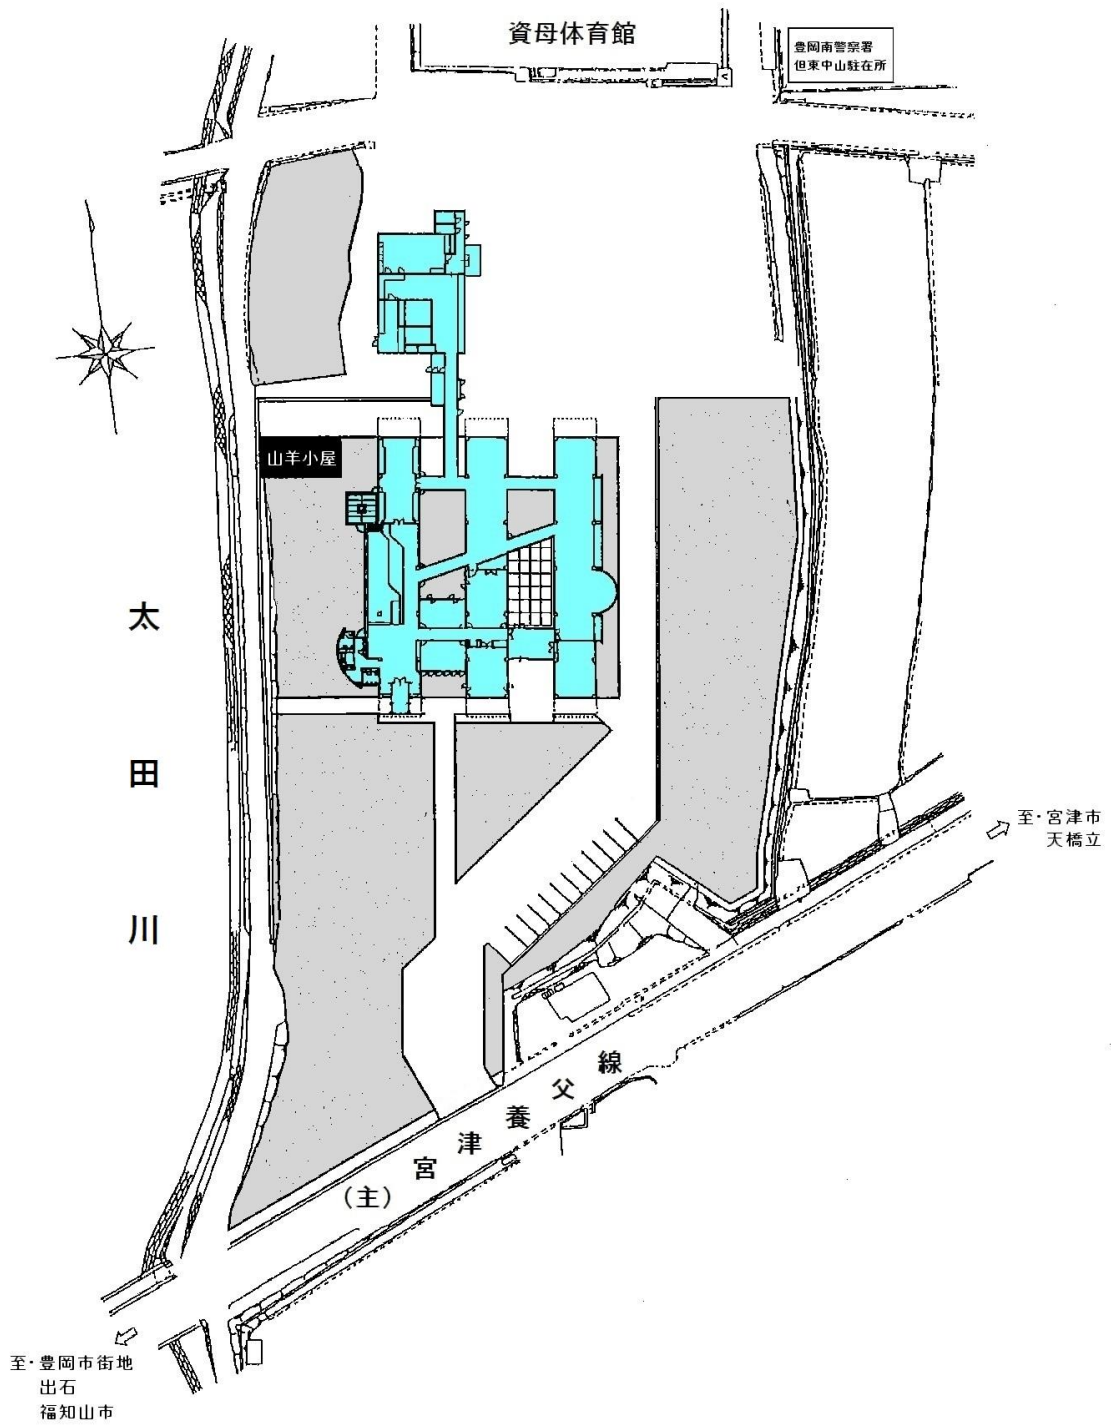 資母体育館
豊岡南警察署
但東中山駐在所
山羊小屋
太田川
至・宮津市
天橋立
(主)宮津養父線
至・豊岡市街地
出石
福知山市